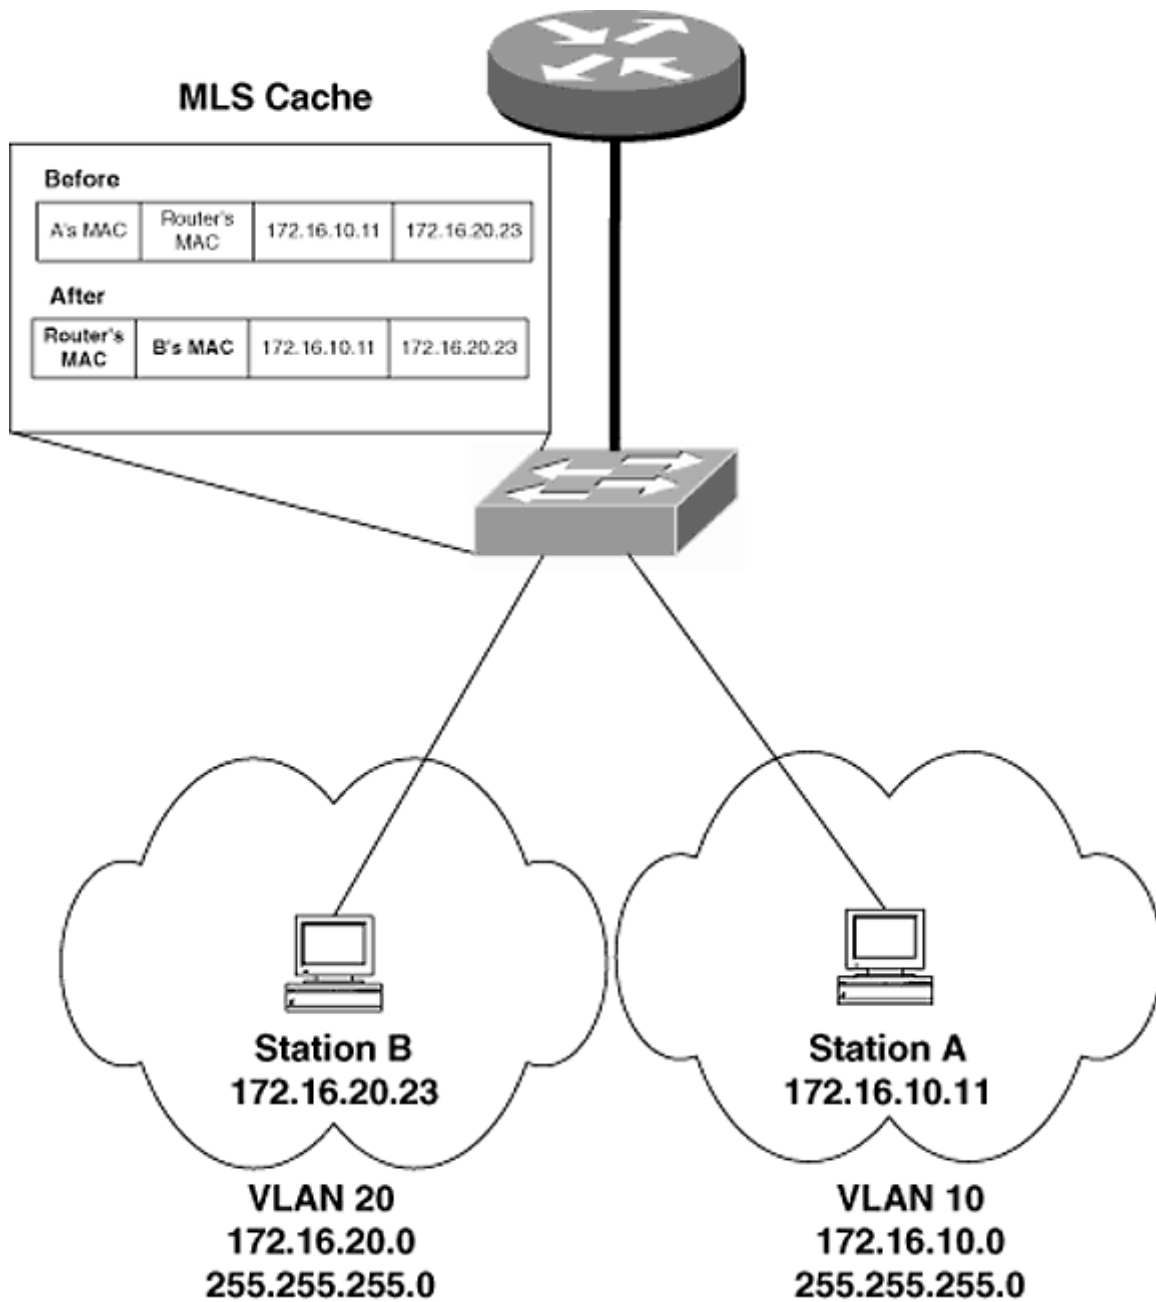 MLS Cache
Before
A's MAC
Router's
MAC
172.16.10.11
172.16.20.23
After
Router's
MAC
B's MAC
172.16.10.11
172.16.20.23
Station B
172.16.20.23
Station A
172.16.10.11
VLAN 20
172.16.20.0
255.255.255.0
VLAN 10
172.16.10.0
255.255.255.0